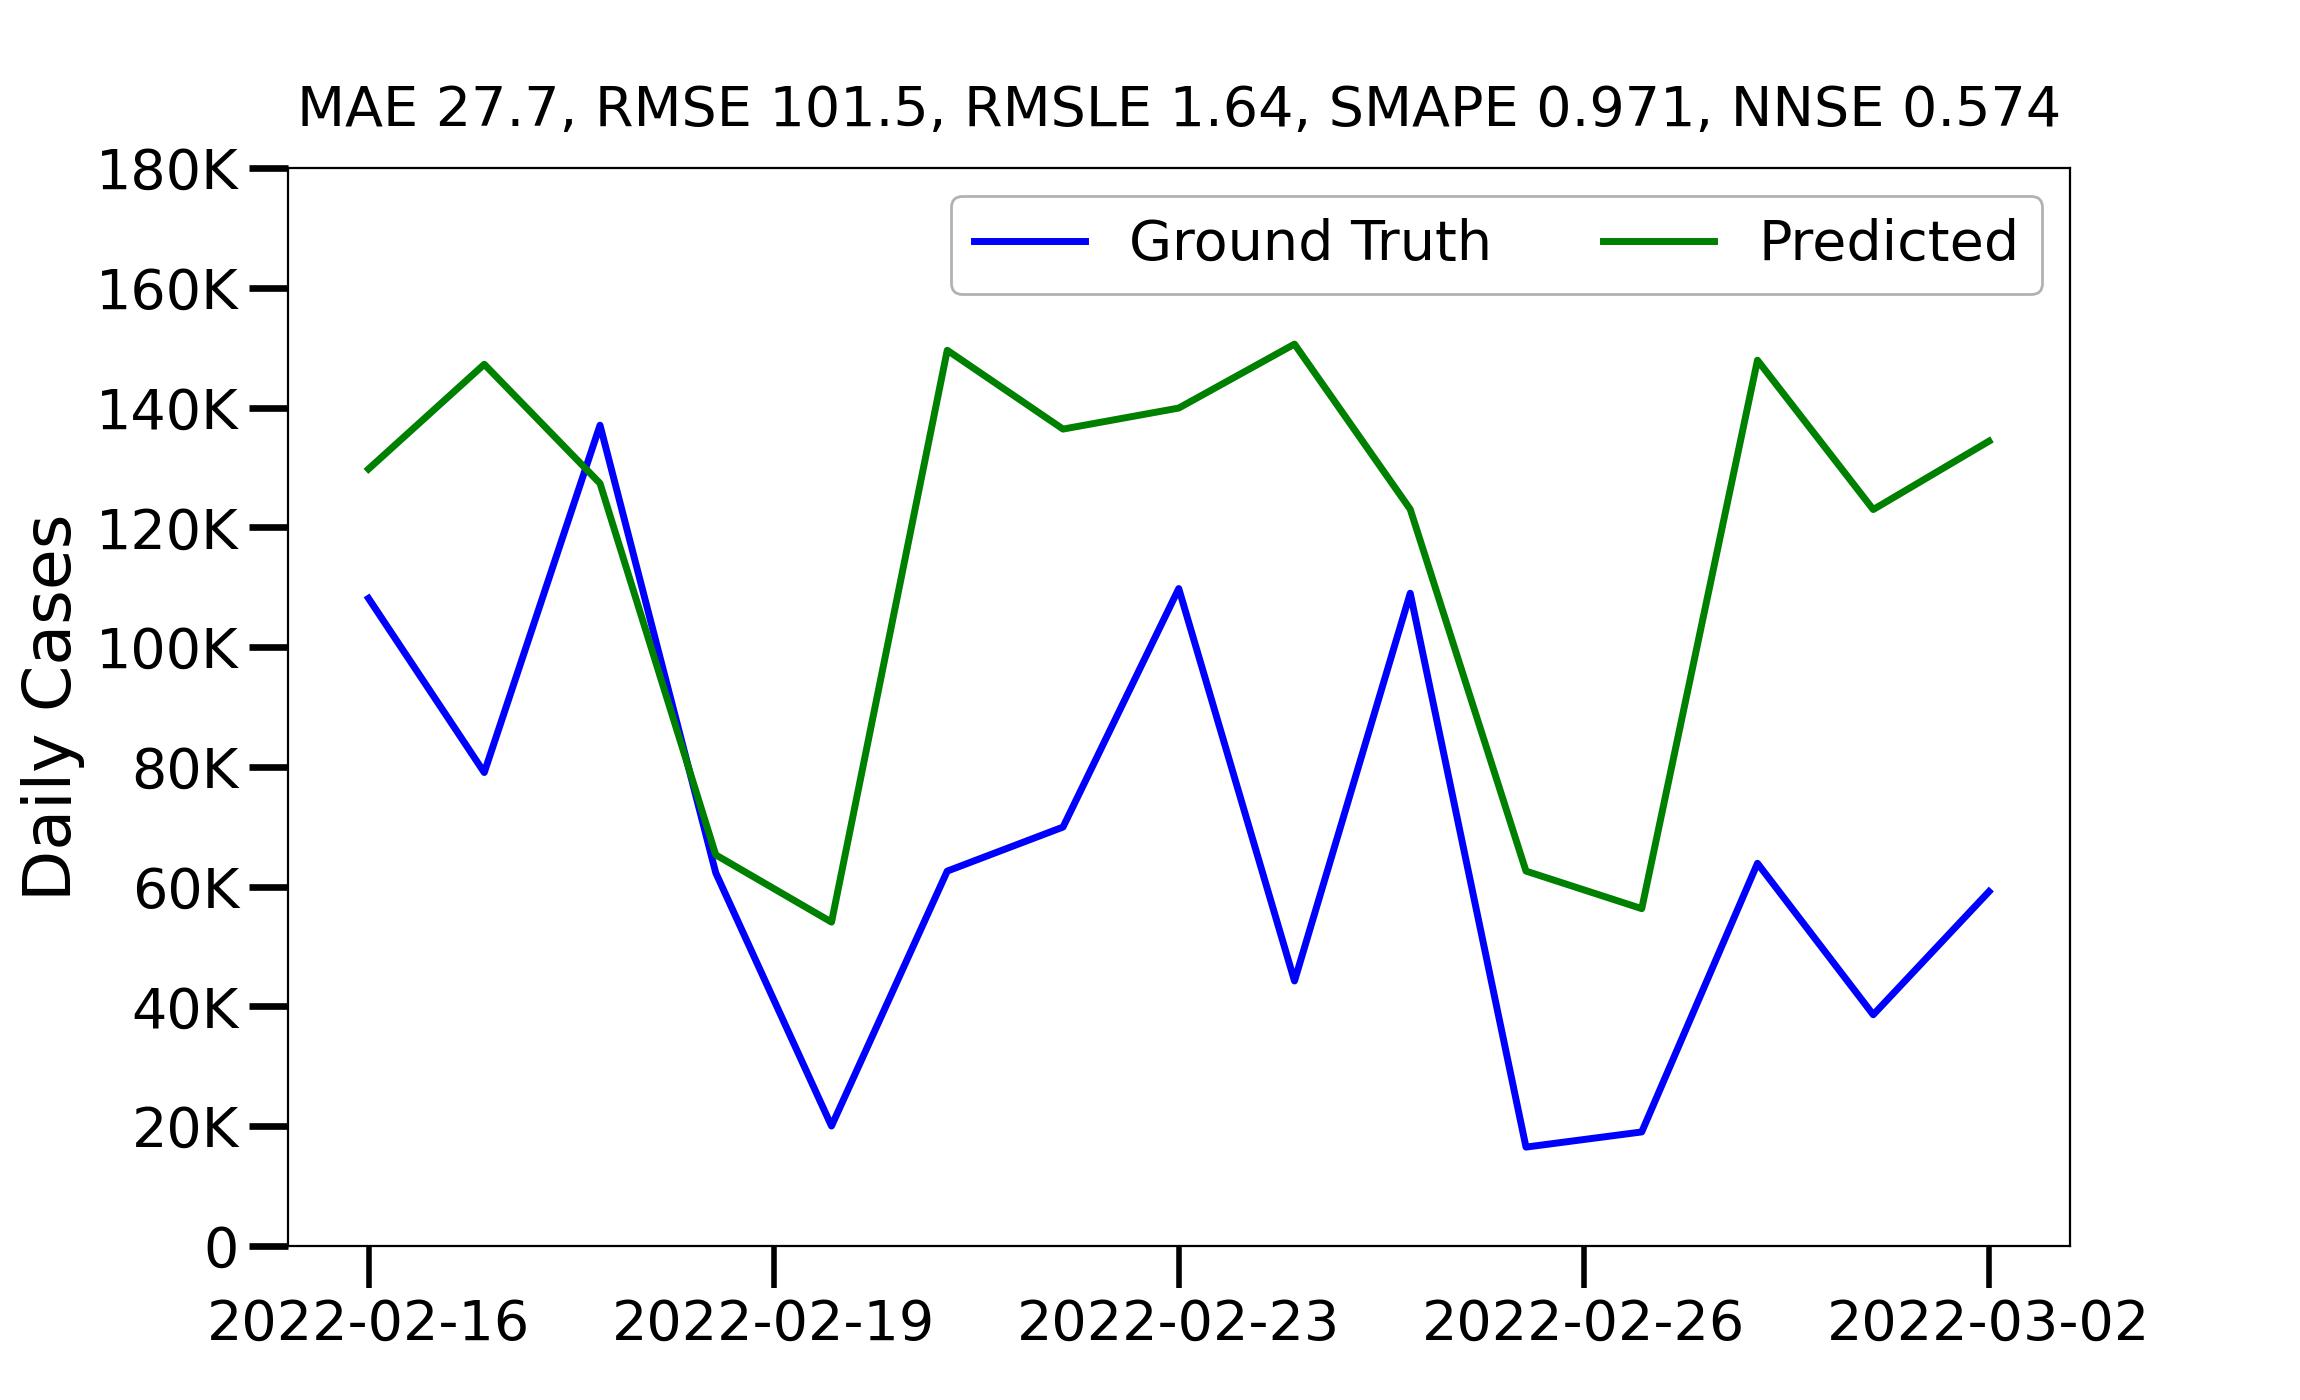 MAE 27.7, RMSE 101.5, RMSLE 1.64, SMAPE 0.971, NNSE 0.574
Ground Truth Predicted
Daily Cases
180K
160K
140K
120K
100K
80K
60K
40K
20K
0
2022-02-16 2022-02-19 2022-02-23 2022-02-26 2022-03-02